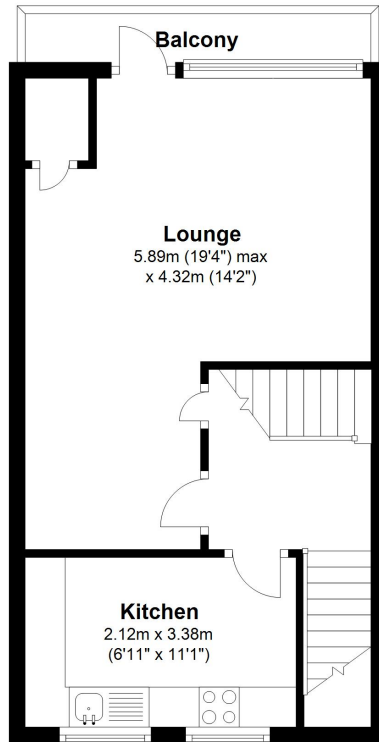 Balcony
Lounge
5.89m (19'4") max
x 4.32m (14'2")
Kitchen
2.12m x 3.38m
(6'11" x 11'1")